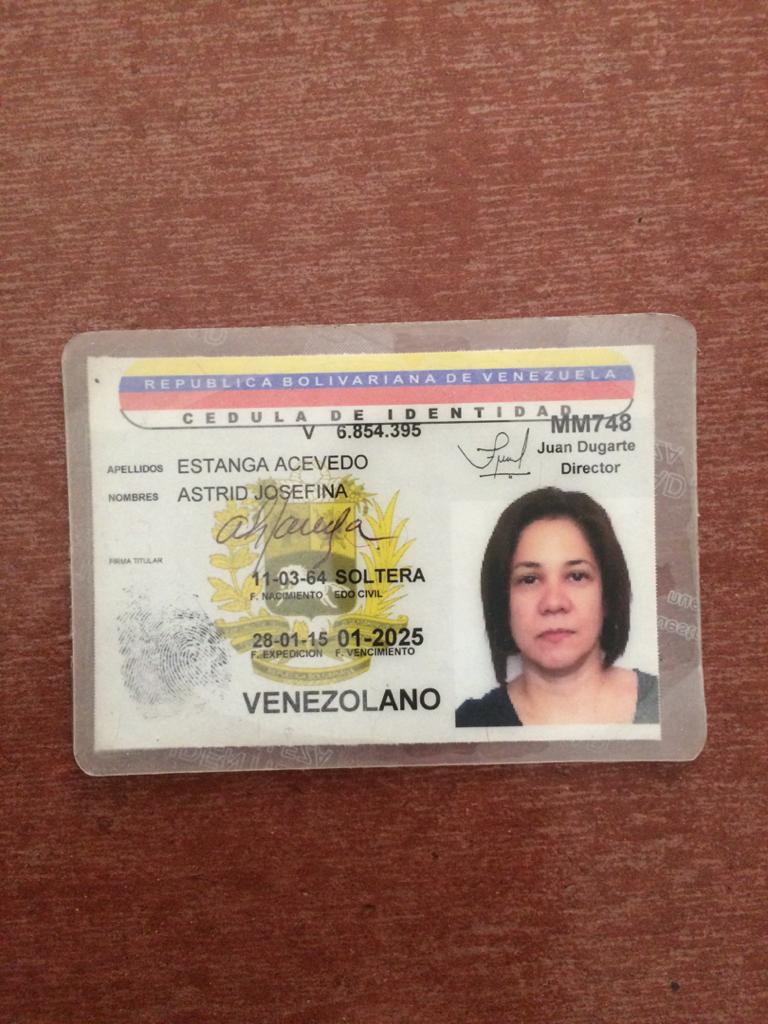 REPUBLICA BOLIVARIANA DE VENEZUELA
CEDULA DE IDENTIDAD
V 6.854.395
MM748
Juan Dugarte
Director
APELLIDOS ESTANGA ACEVEDO
NOMBRES ASTRID JOSEFINA
FIRMA TITULAR
11-03-64 SOLTERA
F. NACIMIENTO EDO CIVIL
28-01-15 01-2025
F. EXPEDICION F. VENCIMIENTO
VENEZOLANO